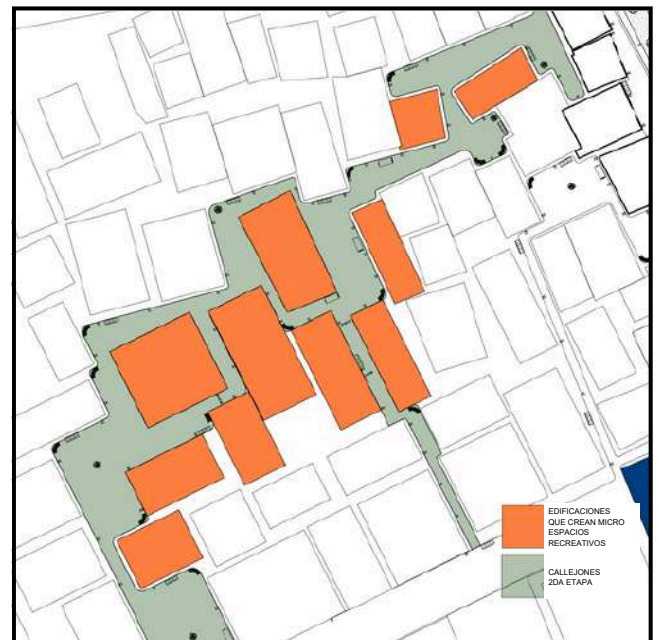 EDIFICACIONES
QUE CREAN MICRO
ESPACIOS
RECREATIVOS
CALLEJONES
2DA ETAPA